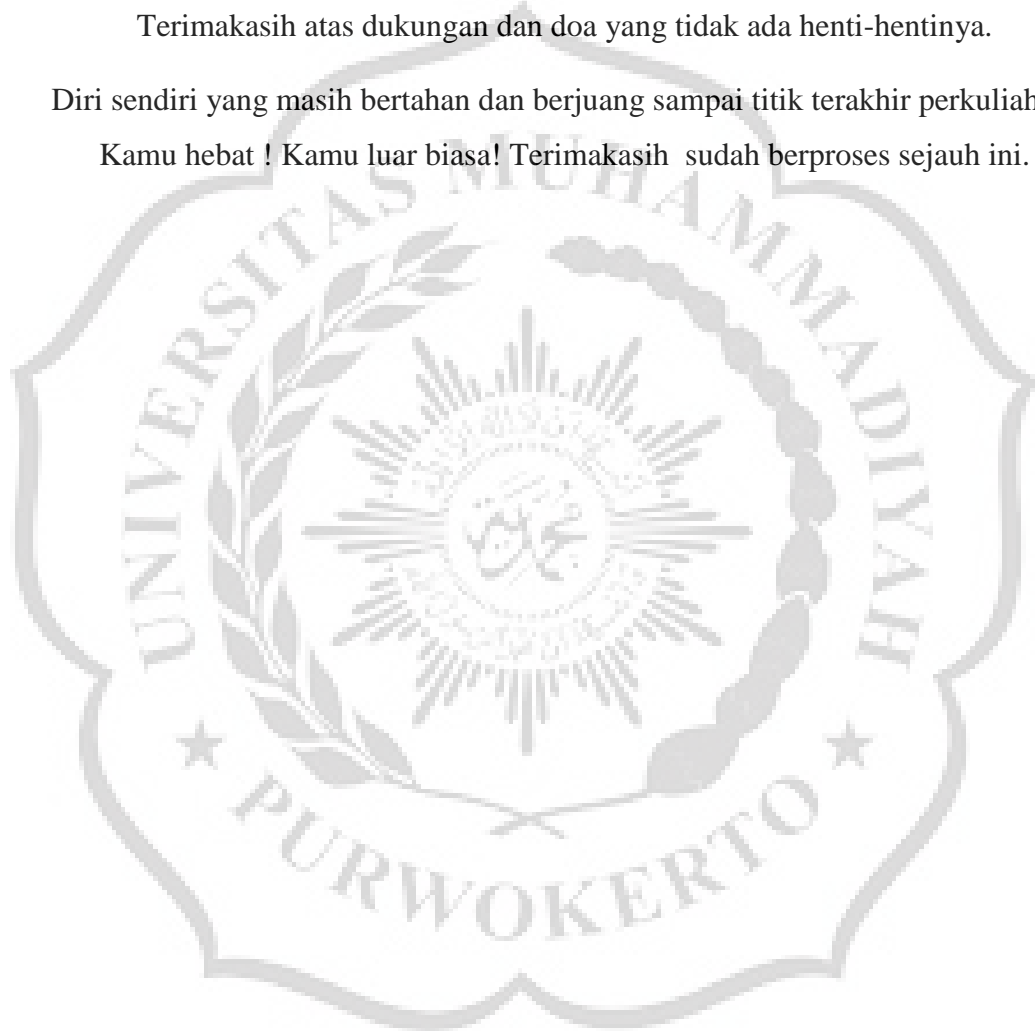 Terimakasih atas dukungan dan doa yang tidak ada henti-hentinya.
Diri sendiri yang masih bertahan dan berjuang sampai titik terakhir perkuliah
Kamu hebat ! Kamu luar biasa! Terimakasih sudah berproses sejauh ini.
UNIVERSITAS MUHAMMADIYAH
PURWOKERTO